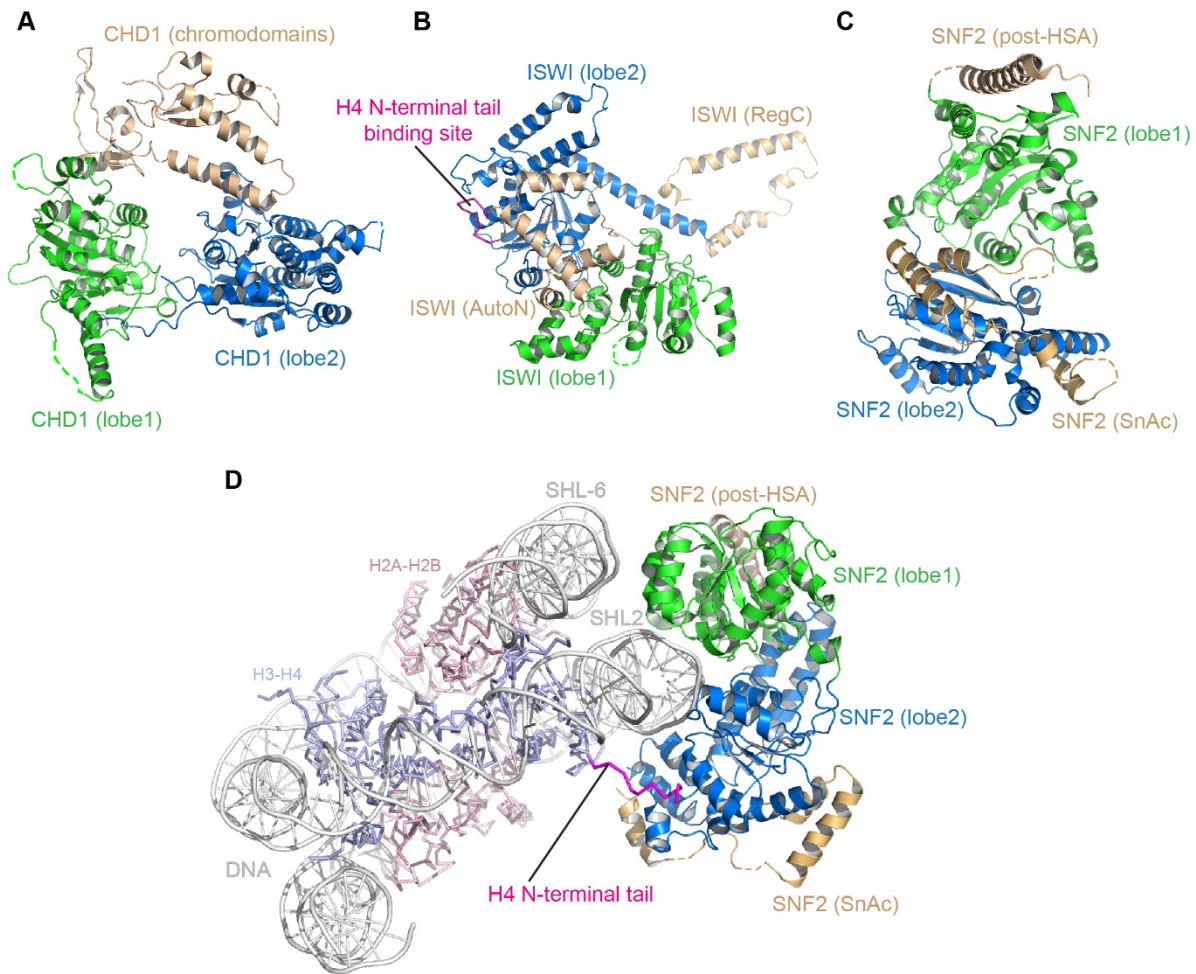 A
CHD1 (chromodomains)
CHD1 (lobe1)
CHD1 (lobe2)
B
ISWI (lobe2)
H4 N-terminal tail
binding site
ISWI (RegC)
ISWI (AutoN)
ISWI (lobe1)
C
SNF2 (post-HSA)
SNF2 (lobe1)
SNF2 (lobe2)
SNF2 (SnAc)
D
SHL-6
SNF2 (post-HSA)
H2A-H2B
SNF2 (lobe1)
SHL2
H3-H4
SNF2 (lobe2)
DNA
H4 N-terminal tail
SNF2 (SnAc)